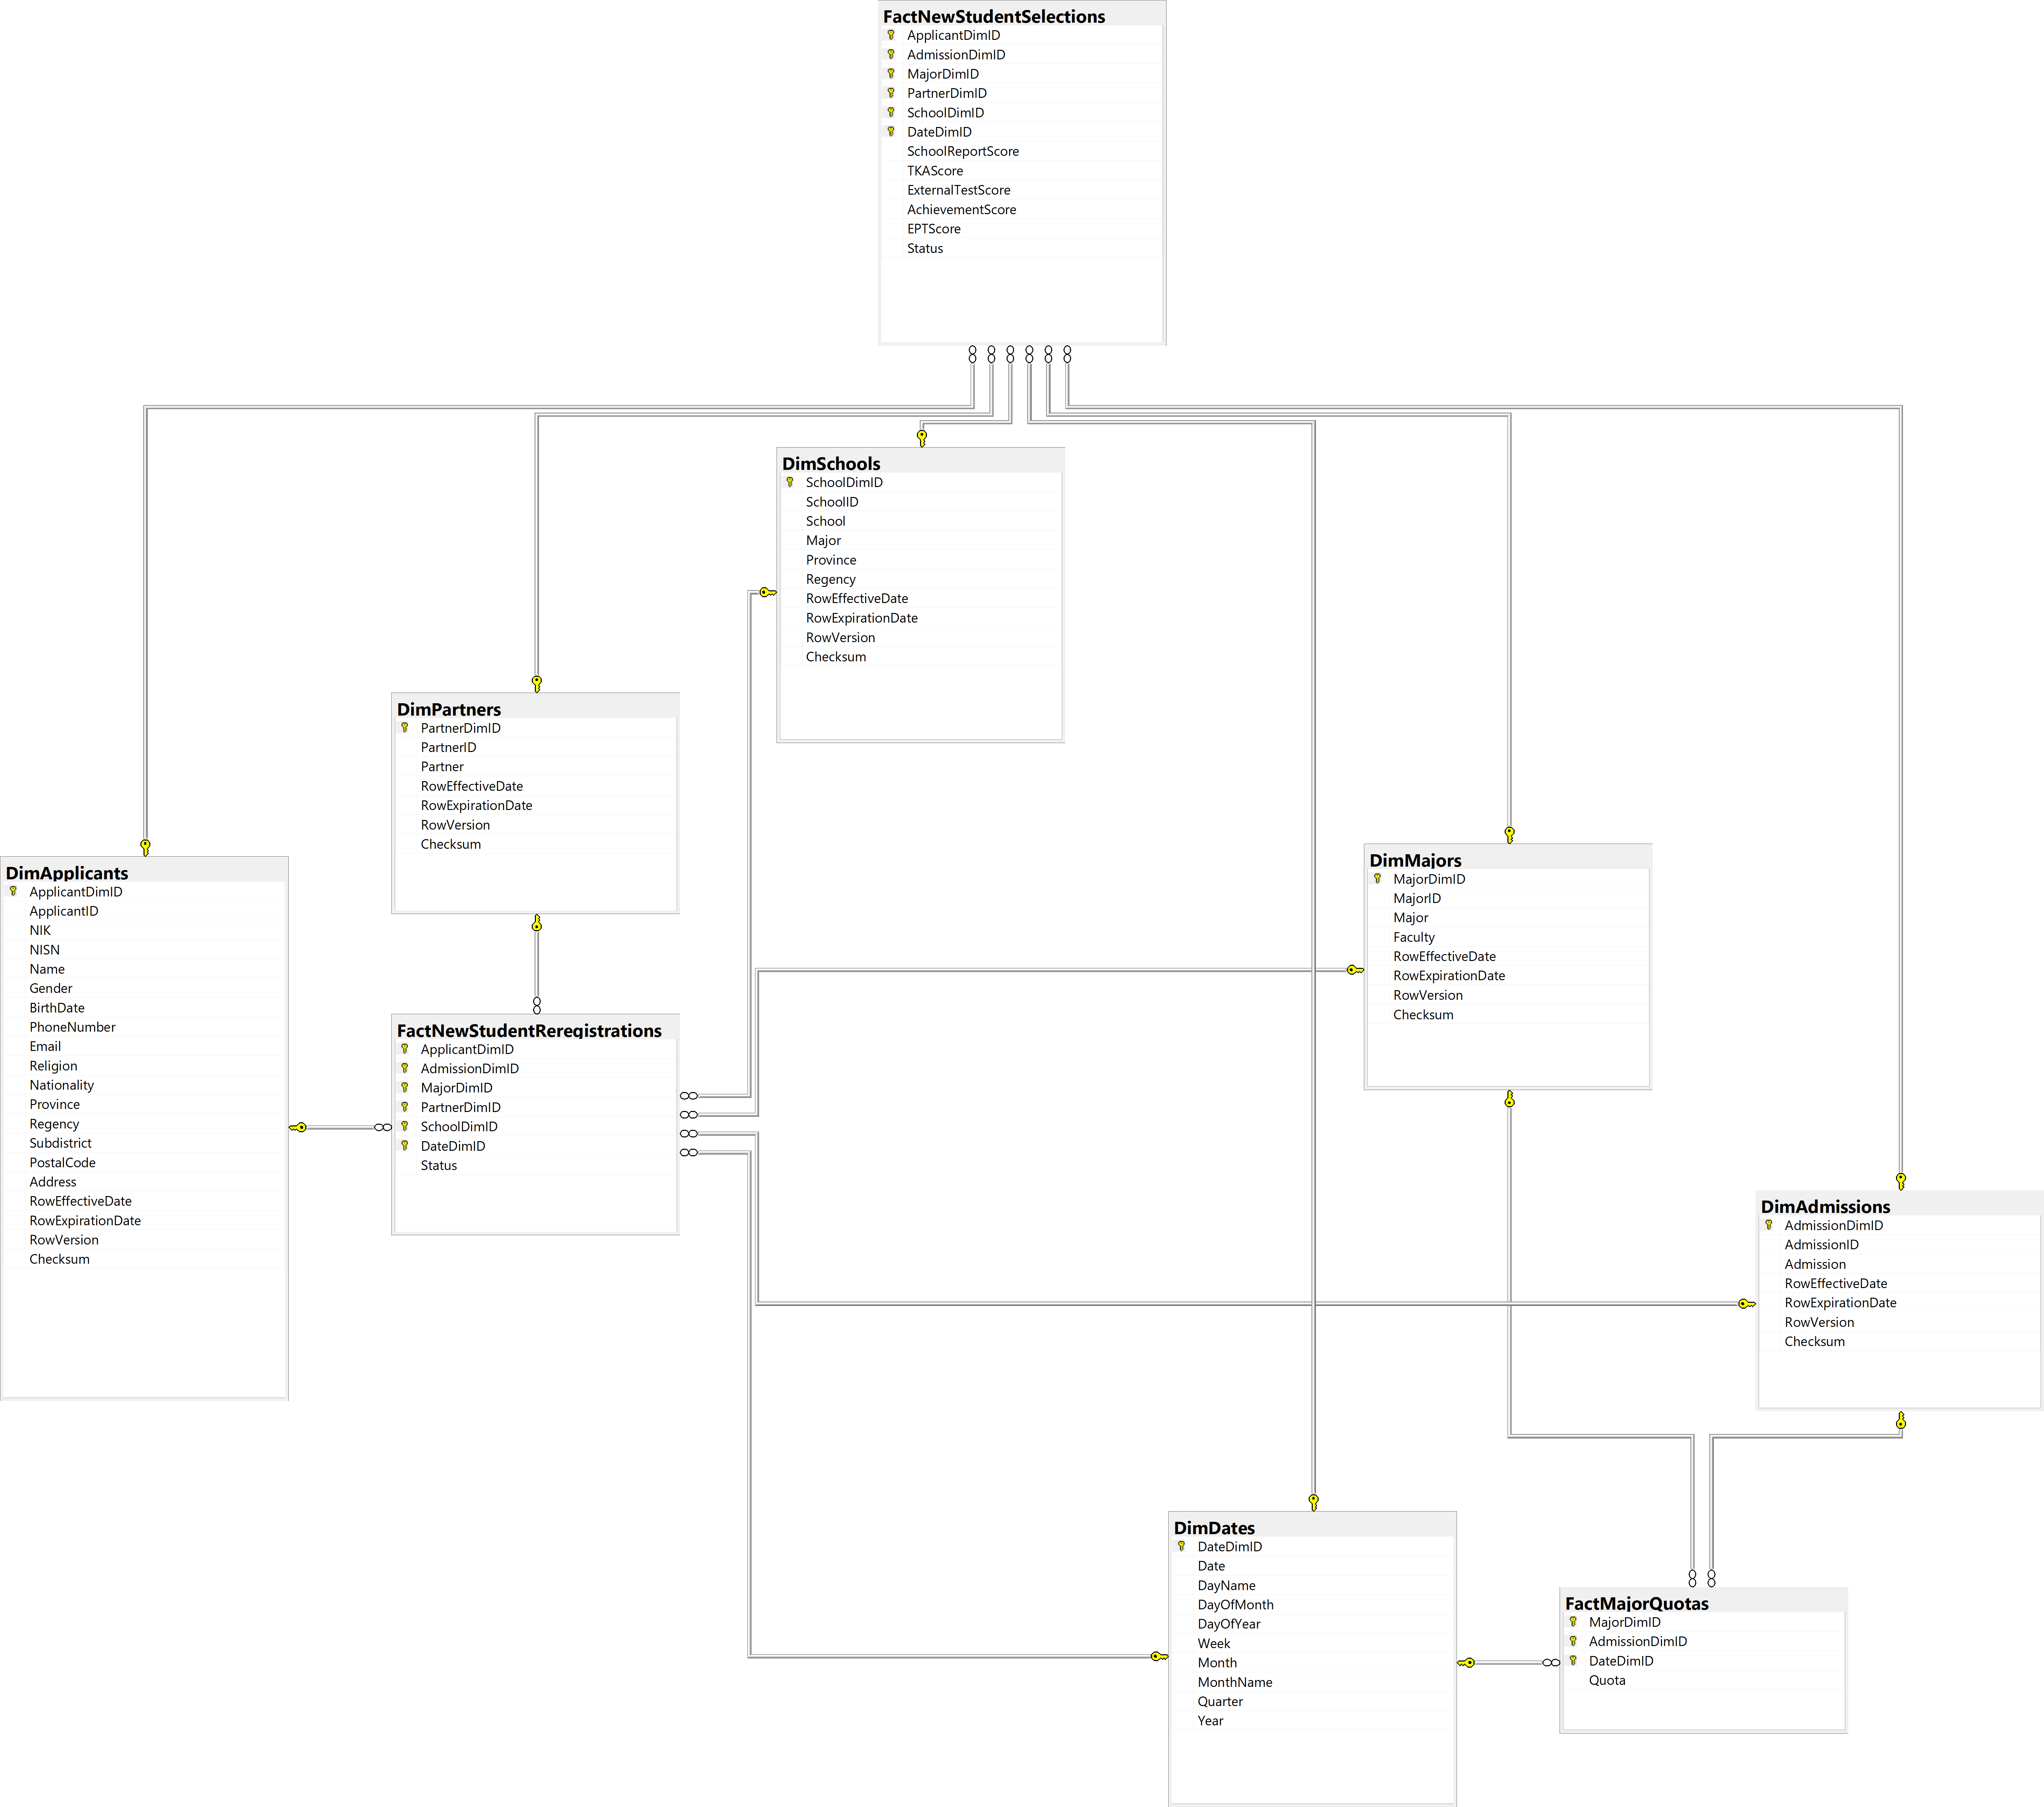 FactNewStudentSelections
ApplicantDimID
AdmissionDimID
MajorDimID
PartnerDimID
SchoolDimID
DateDimID
SchoolReportScore
TKAScore
ExternalTestScore
AchievementScore
EPTScore
Status
DimSchools
SchoolDimID
SchoolID
School
Major
Province
Regency
RowEffectiveDate
RowExpirationDate
RowVersion
Checksum
DimPartners
PartnerDimID
PartnerID
Partner
RowEffectiveDate
RowExpirationDate
RowVersion
Checksum
DimApplicants
ApplicantDimID
ApplicantID
NIK
NISN
Name
Gender
BirthDate
PhoneNumber
Email
Religion
Nationality
Province
Regency
Subdistrict
PostalCode
Address
RowEffectiveDate
RowExpirationDate
RowVersion
Checksum
DimMajors
MajorDimID
MajorID
Major
Faculty
RowEffectiveDate
RowExpirationDate
RowVersion
Checksum
FactNewStudentReregistrations
ApplicantDimID
AdmissionDimID
MajorDimID
PartnerDimID
SchoolDimID
DateDimID
Status
DimAdmissions
AdmissionDimID
AdmissionID
Admission
RowEffectiveDate
RowExpirationDate
RowVersion
Checksum
DimDates
DateDimID
Date
DayName
DayOfMonth
DayOfYear
Week
Month
MonthName
Quarter
Year
FactMajorQuotas
MajorDimID
AdmissionDimID
DateDimID
Quota